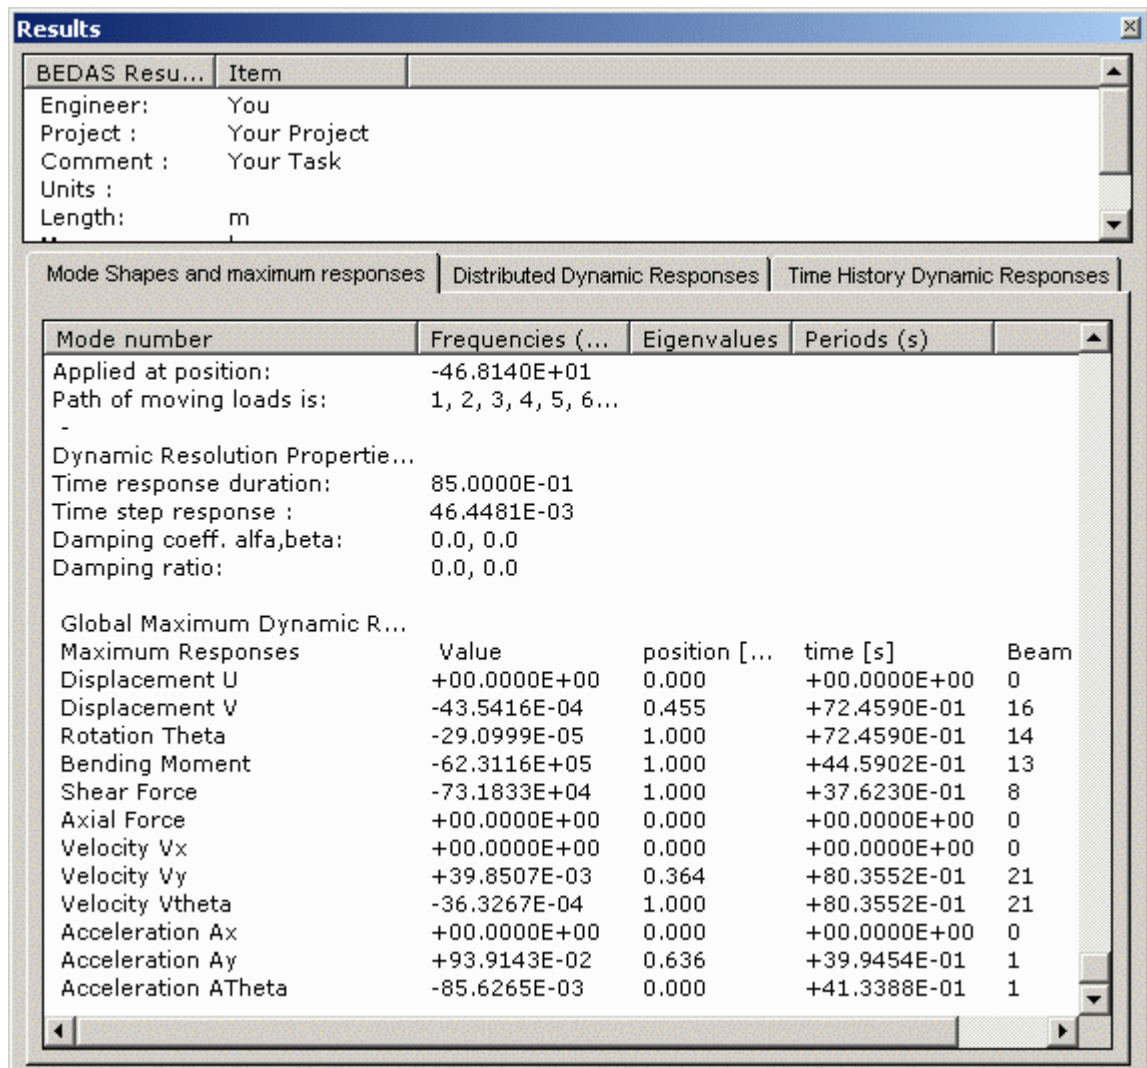 Results
BEDAS Resu... Item
Engineer: You
Project : Your Project
Comment : Your Task
Units :
Length: m
Mode Shapes and maximum responses Distributed Dynamic Responses Time History Dynamic Responses
Mode number Frequencies (... Eigenvalues Periods (s)
Applied at position: -46.8140E+01
Path of moving loads is: 1, 2, 3, 4, 5, 6...
-
Dynamic Resolution Propertie...
Time response duration: 85.0000E-01
Time step response : 46.4481E-03
Damping coeff. alfa,beta: 0.0, 0.0
Damping ratio: 0.0, 0.0
Global Maximum Dynamic R...
Maximum Responses Value position [... time [s] Beam
Displacement U +00.0000E+00 0.000 +00.0000E+00 0
Displacement V -43.5416E-04 0.455 +72.4590E-01 16
Rotation Theta -29.0999E-05 1.000 +72.4590E-01 14
Bending Moment -62.3116E+05 1.000 +44.5902E-01 13
Shear Force -73.1833E+04 1.000 +37.6230E-01 8
Axial Force +00.0000E+00 0.000 +00.0000E+00 0
Velocity Vx +00.0000E+00 0.000 +00.0000E+00 0
Velocity Vy +39.8507E-03 0.364 +80.3552E-01 21
Velocity Vtheta -36.3267E-04 1.000 +80.3552E-01 21
Acceleration Ax +00.0000E+00 0.000 +00.0000E+00 0
Acceleration Ay +93.9143E-02 0.636 +39.9454E-01 1
Acceleration ATheta -85.6265E-03 0.000 +41.3388E-01 1